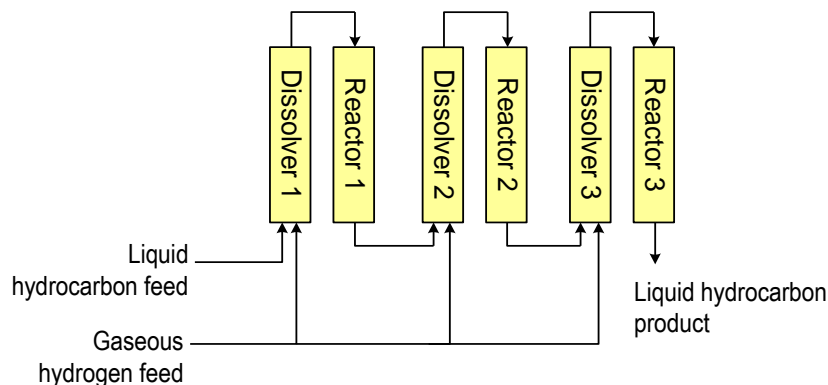 Dissolver 1
Reactor 1
Dissolver 2
Reactor 2
Dissolver 3
Reactor 3
Liquid
hydrocarbon feed
Gaseous
hydrogen feed
Liquid hydrocarbon
product